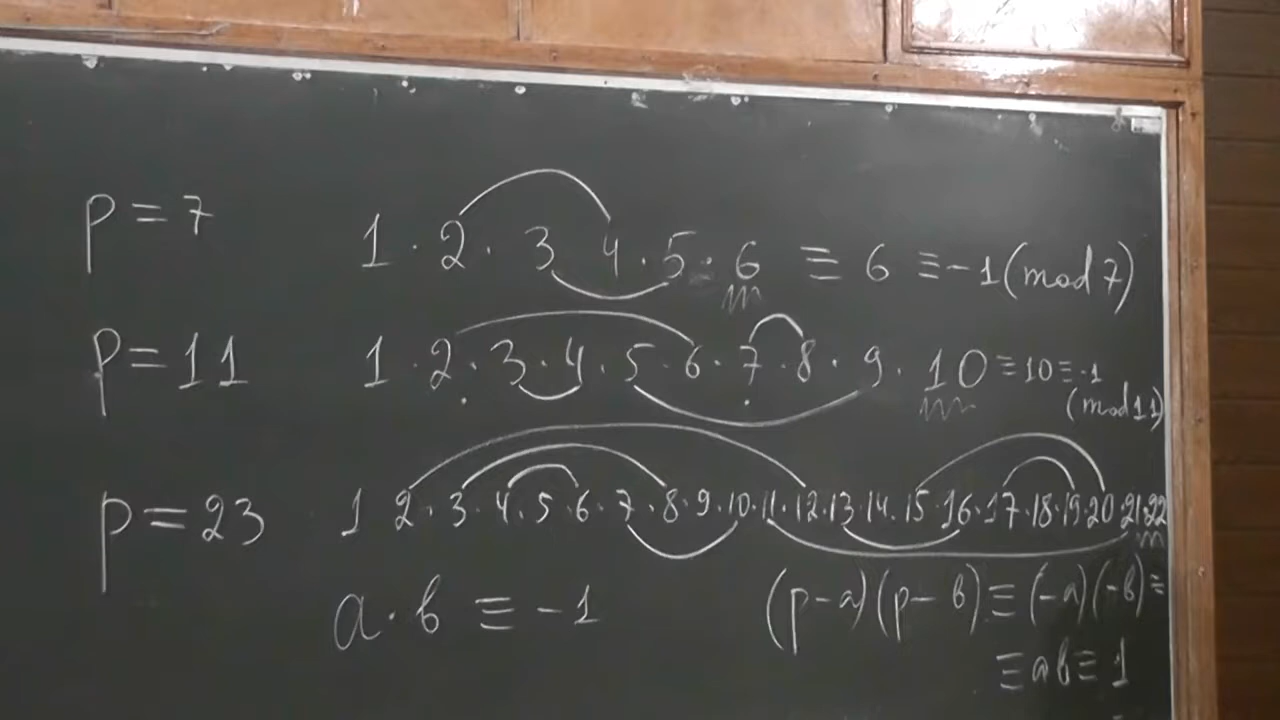 p = 7 1 · 2 · 3 4 · 5 · 6 ≡ 6 ≡ -1 (mod 7)
p = 11 1 · 2 · 3 · 4 · 5 · 6 · 7 · 8 · 9 · 10 ≡ 10 ≡ -1
(mod 11)
p = 23 1 2 · 3 · 4 · 5 · 6 · 7 · 8 · 9 · 10 · 11 · 12 · 13 · 14 · 15 · 16 · 17 · 18 · 19 · 20 · 21 · 22
a · b ≡ -1 (p - a)(p - b) ≡ (-a)(-b) ≡
≡ ab ≡ 1